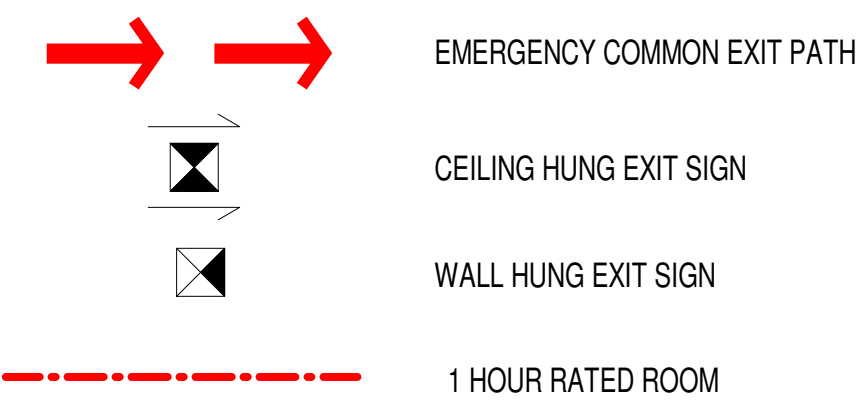 EMERGENCY COMMON EXIT PATH
CEILING HUNG EXIT SIGN
WALL HUNG EXIT SIGN
1 HOUR RATED ROOM